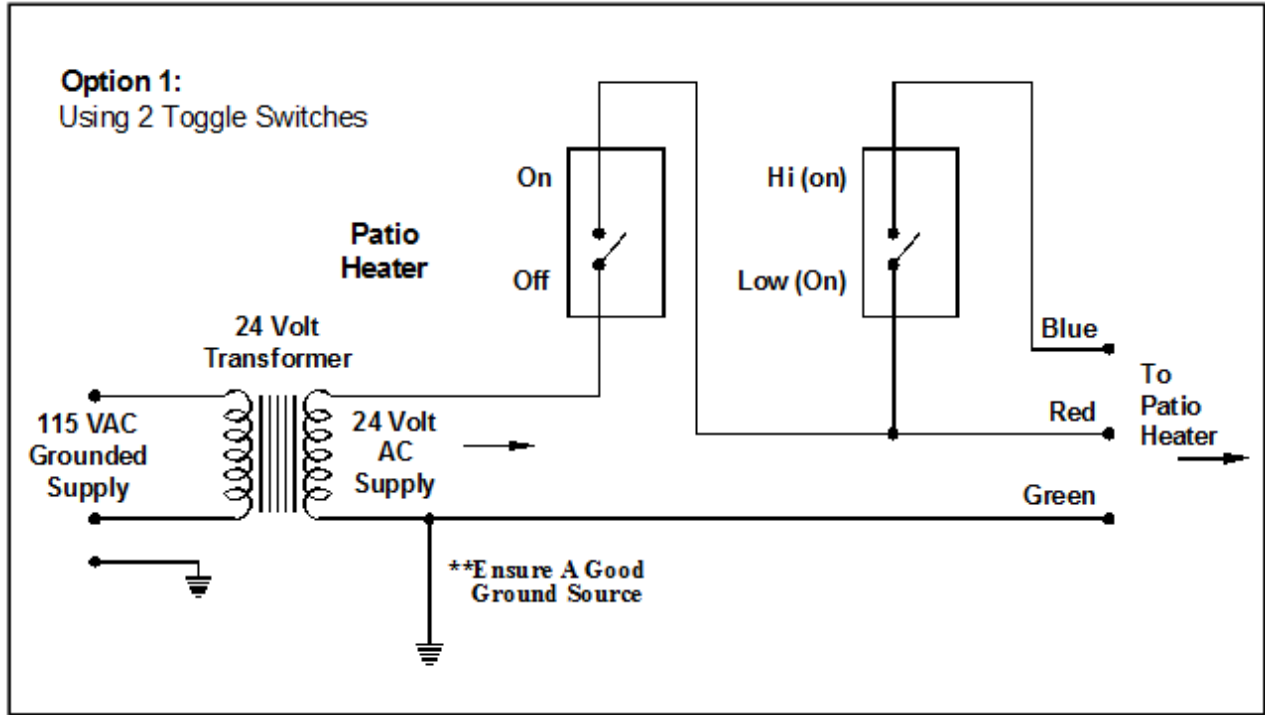 Option 1:
Using 2 Toggle Switches
On
Off
Patio
Heater
Hi (on)
Low (On)
24 Volt
Transformer
115 VAC
Grounded
Supply
24 Volt
AC
Supply
Blue
Red
Green
To
Patio
Heater
**Ensure A Good
Ground Source